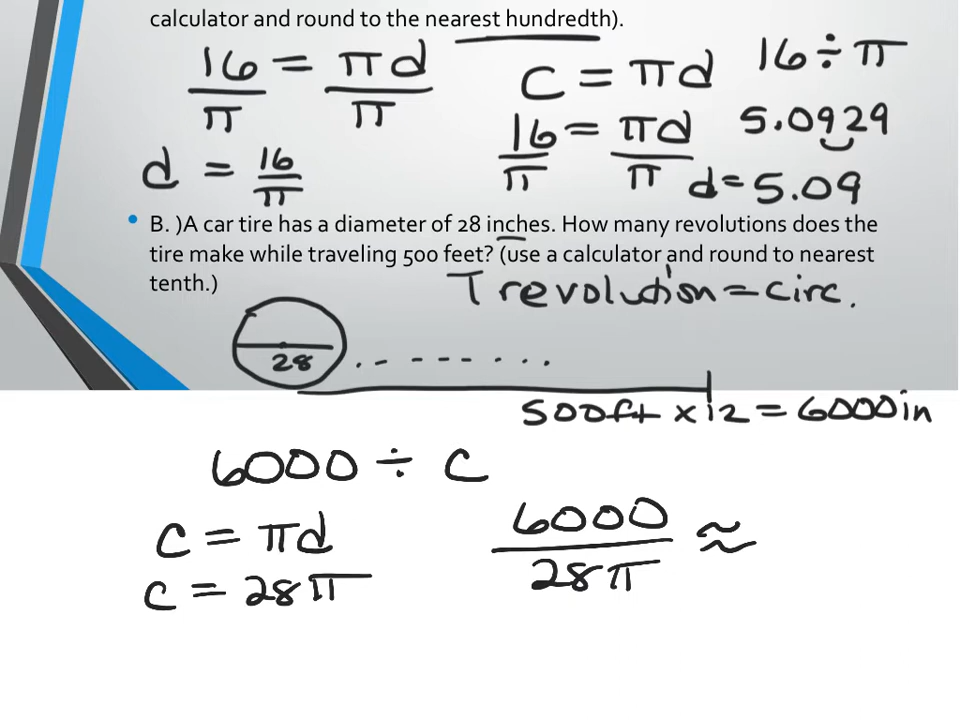 calculator and round to the nearest hundredth).
16/π = πd/π
d = 16/π
C = πd
16/π = πd/π
16 ÷ π
5.0929
d = 5.09
B. )A car tire has a diameter of 28 inches. How many revolutions does the
tire make while traveling 500 feet? (use a calculator and round to nearest
tenth.)
1 revolution = circ.
28
500ft x 12 = 6000in
6000 ÷ C
C = πd
C = 28π
6000/28π ≈